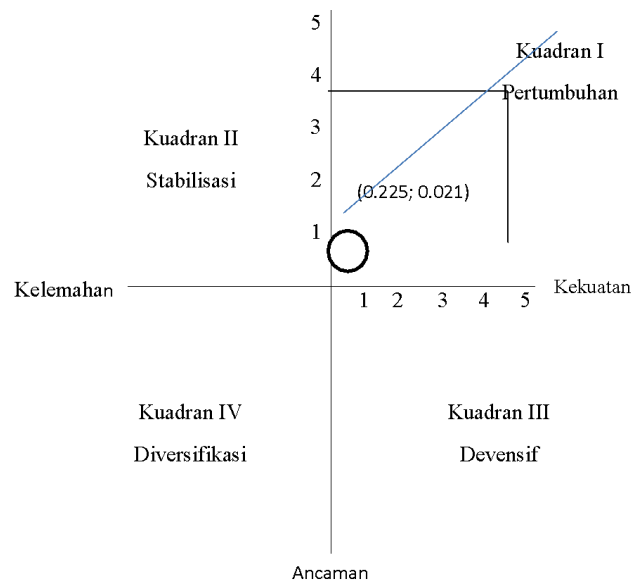 5
Kuadran I
4
Pertumbuhan
3
Kuadran II
Stabilisasi
2
(0.225; 0.021)
1
Kelemahan
Kekuatan
1 2 3 4 5
Kuadran IV
Kuadran III
Diversifikasi
Devensif
Ancaman